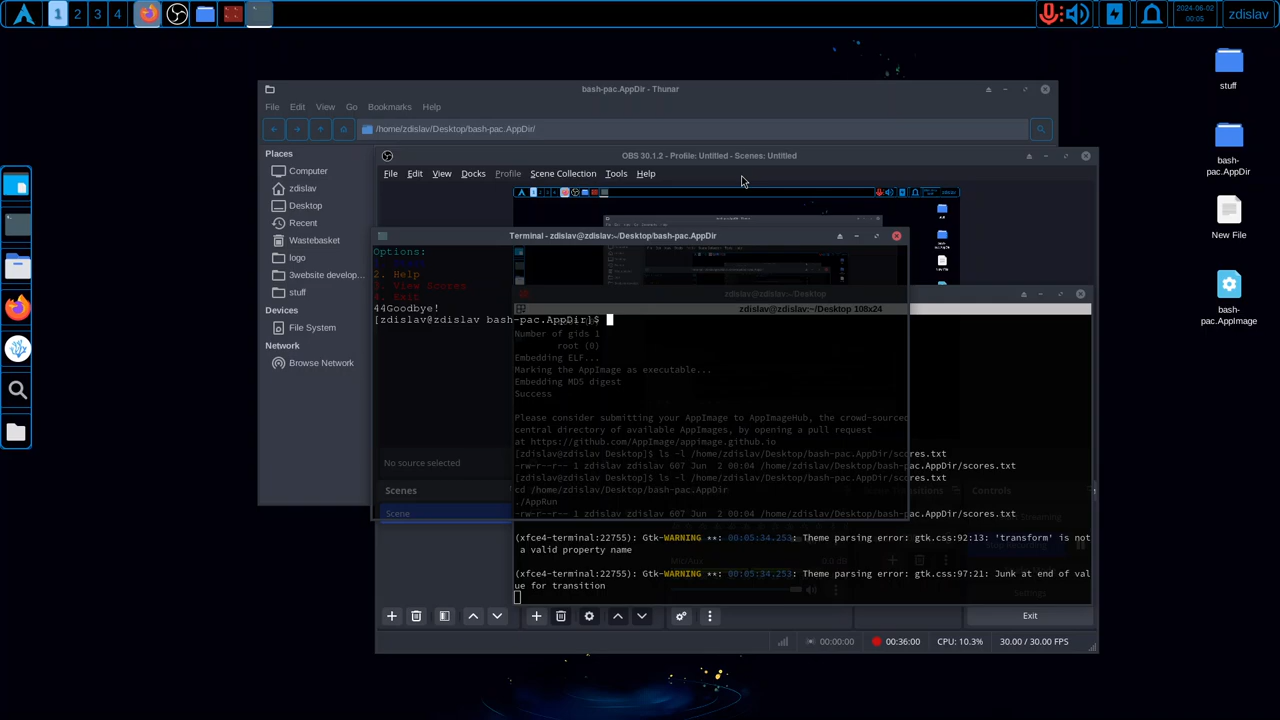 1 2 3 4
2024-06-02
00:05
zdislav
stuff
bash-
pac.AppDir
New File
bash-
pac.AppImage
bash-pac.AppDir - Thunar
File Edit View Go Bookmarks Help
/home/zdislav/Desktop/bash-pac.AppDir/
Places
Computer
zdislav
Desktop
Recent
Wastebasket
logo
3website develop...
stuff
Devices
File System
Network
Browse Network
OBS 30.1.2 - Profile: Untitled - Scenes: Untitled
File Edit View Docks Profile Scene Collection Tools Help
Terminal - zdislav@zdislav:~/Desktop/bash-pac.AppDir
Options:
2. Help
3. View Scores
4. Exit
44Goodbye!
[zdislav@zdislav bash-pac.AppDir]$
zdislav@zdislav:~/Desktop
zdislav@zdislav:~/Desktop 108x24
Number of gids 1
root (0)
Embedding ELF...
Marking the AppImage as executable...
Embedding MD5 digest
Success
Please consider submitting your AppImage to AppImageHub, the crowd-sourced
central directory of available AppImages, by opening a pull request
at https://github.com/AppImage/appimage.github.io
[zdislav@zdislav Desktop]$ ls -l /home/zdislav/Desktop/bash-pac.AppDir/scores.txt
-rw-r--r-- 1 zdislav zdislav 607 Jun  2 00:04 /home/zdislav/Desktop/bash-pac.AppDir/scores.txt
[zdislav@zdislav Desktop]$ ls -l /home/zdislav/Desktop/bash-pac.AppDir/scores.txt
cd /home/zdislav/Desktop/bash-pac.AppDir
./AppRun
-rw-r--r-- 1 zdislav zdislav 607 Jun  2 00:04 /home/zdislav/Desktop/bash-pac.AppDir/scores.txt
(xfce4-terminal:22755): Gtk-WARNING **: 00:05:34.253: Theme parsing error: gtk.css:92:13: 'transform' is not
a valid property name
(xfce4-terminal:22755): Gtk-WARNING **: 00:05:34.253: Theme parsing error: gtk.css:97:21: Junk at end of val
ue for transition
No source selected
Scenes
Scene
Controls
Settings
Exit
00:00:00
00:36:00
CPU: 10.3%
30.00 / 30.00 FPS